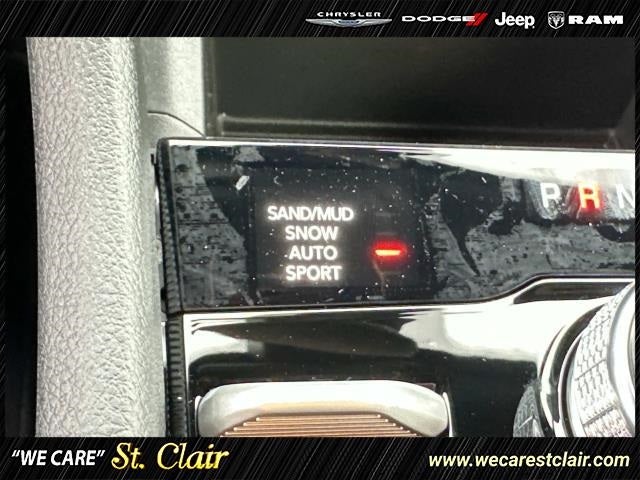 CHRYSLER DODGE Jeep RAM
P R N
SAND/MUD
SNOW
AUTO
SPORT
"WE CARE" St. Clair www.wecarestclair.com